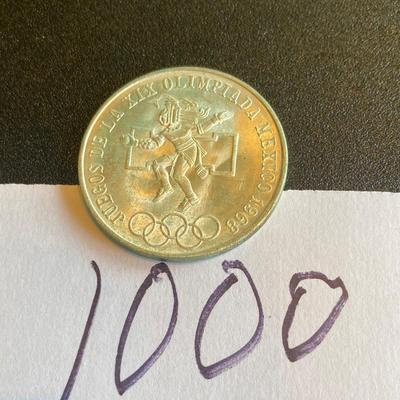 JUEGOS DE LA XIX OLIMPIADA MEXICO 1968
1000